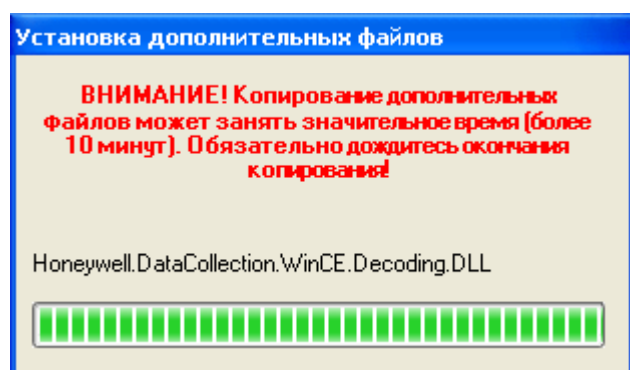 Установка дополнительных файлов
ВНИМАНИЕ! Копирование дополнительных
файлов может занять значительное время (более
10 минут). Обязательно дождитесь окончания
копирования!
Honeywell.DataCollection.WinCE.Decoding.DLL